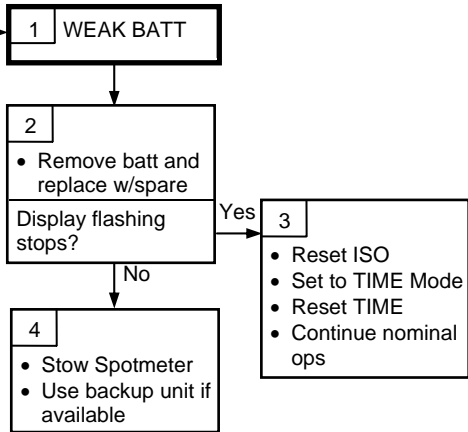 1 WEAK BATT
2
• Remove batt and
replace w/spare
Display flashing
stops?
Yes
3
• Reset ISO
• Set to TIME Mode
• Reset TIME
• Continue nominal
ops
No
4
• Stow Spotmeter
• Use backup unit if
available